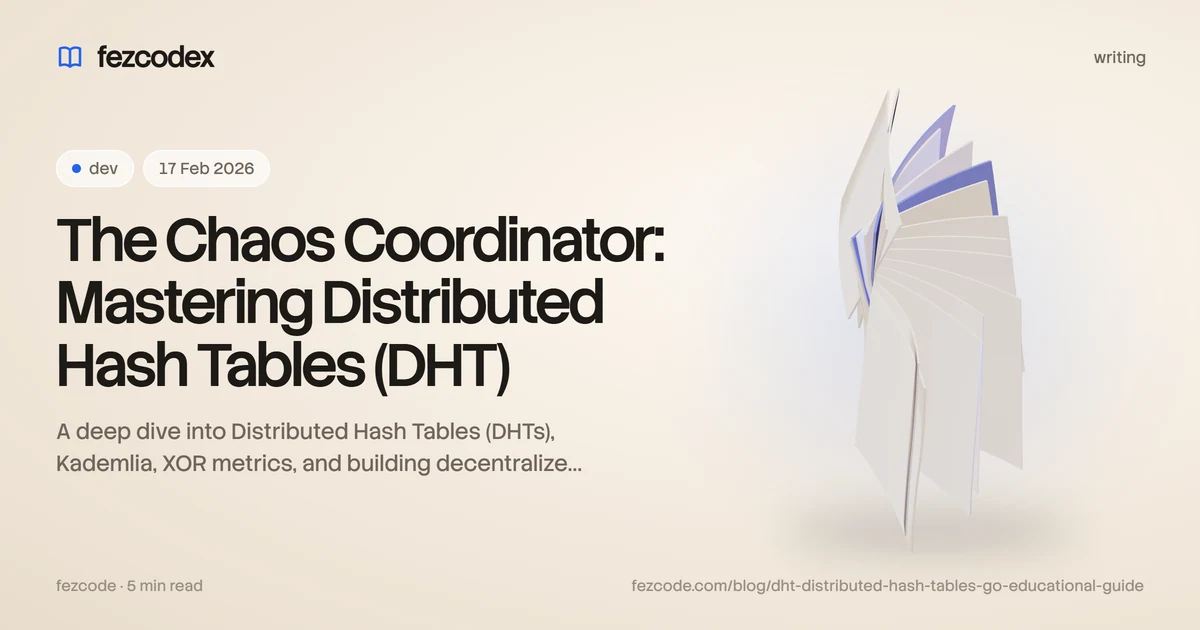 fezcodex
writing
dev
17 Feb 2026
The Chaos Coordinator:
Mastering Distributed
Hash Tables (DHT)
A deep dive into Distributed Hash Tables (DHTs),
Kademlia, XOR metrics, and building decentralize...
fezcode · 5 min read
fezcode.com/blog/dht-distributed-hash-tables-go-educational-guide